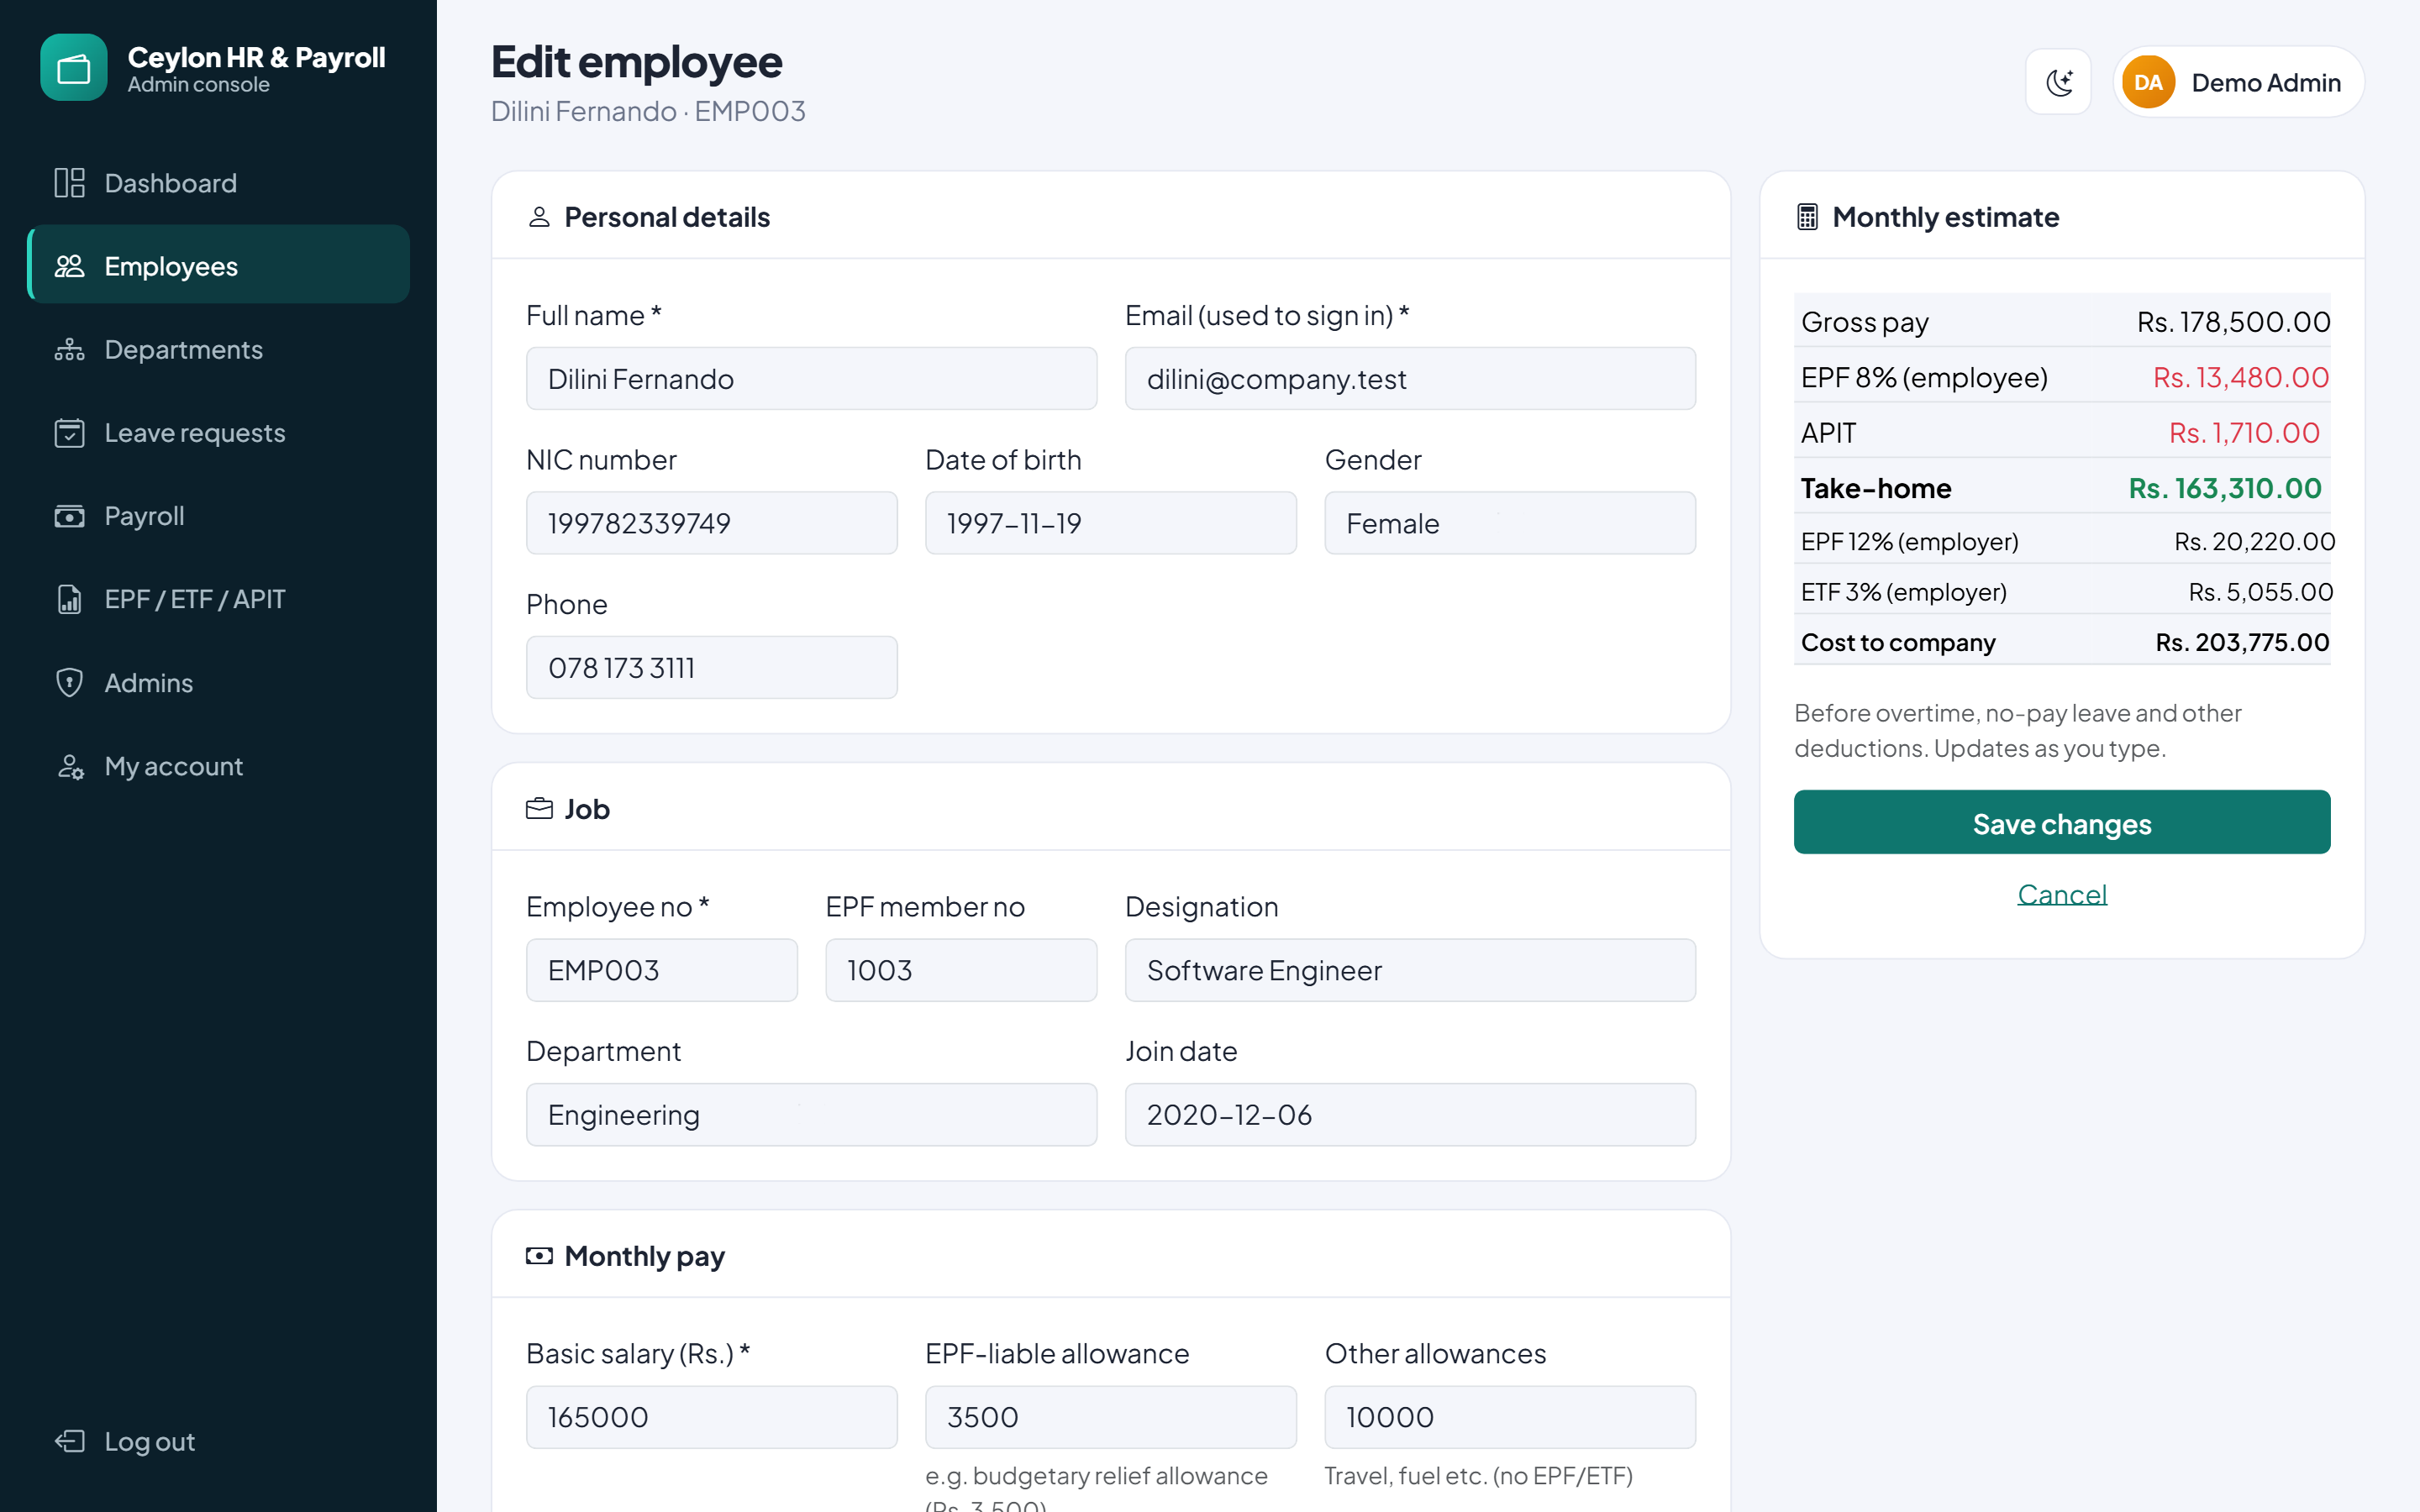 Ceylon HR & Payroll
Admin console
Dashboard
Employees
Departments
Leave requests
Payroll
EPF / ETF / APIT
Admins
My account
Log out
Edit employee
Dilini Fernando · EMP003
DA Demo Admin
Personal details
Full name * Email (used to sign in) *
Dilini Fernando dilini@company.test
NIC number Date of birth Gender
199782339749 1997-11-19 Female
Phone
078 173 3111
Job
Employee no * EPF member no Designation
EMP003 1003 Software Engineer
Department Join date
Engineering 2020-12-06
Monthly pay
Basic salary (Rs.) * EPF-liable allowance Other allowances
165000 3500 10000
e.g. budgetary relief allowance Travel, fuel etc. (no EPF/ETF)
(Rs. 3,500)
Monthly estimate
Gross pay Rs. 178,500.00
EPF 8% (employee) Rs. 13,480.00
APIT Rs. 1,710.00
Take-home Rs. 163,310.00
EPF 12% (employer) Rs. 20,220.00
ETF 3% (employer) Rs. 5,055.00
Cost to company Rs. 203,775.00
Before overtime, no-pay leave and other
deductions. Updates as you type.
Save changes
Cancel